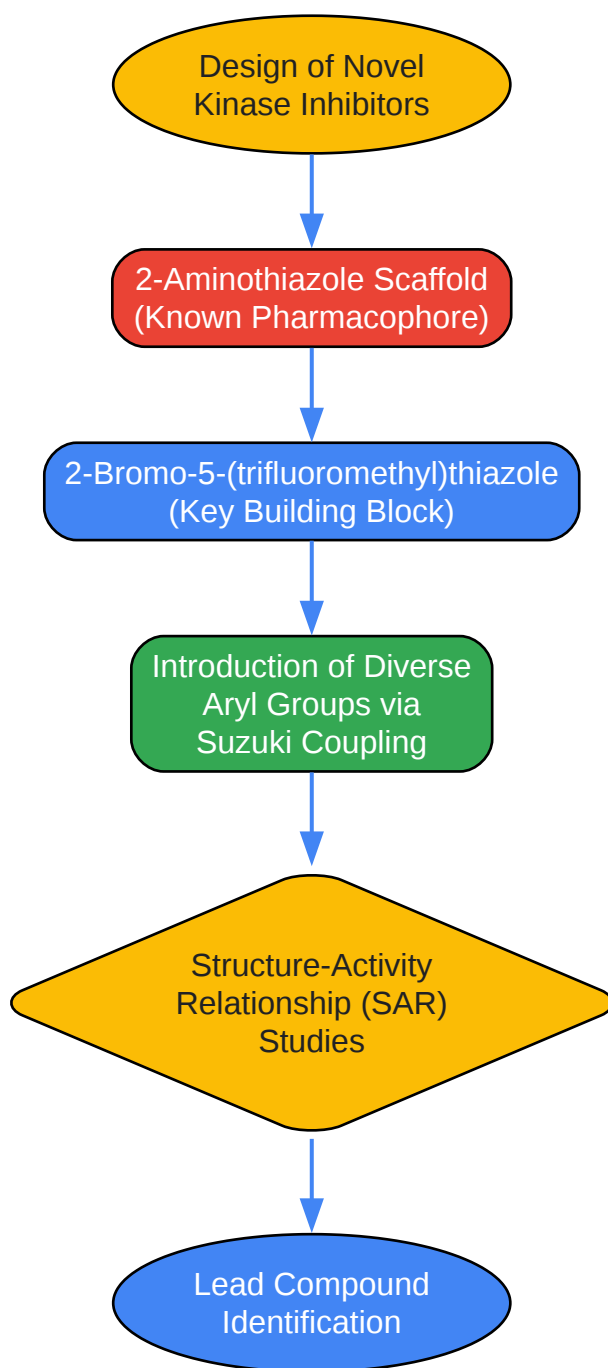 Design of Novel
Kinase Inhibitors
2-Aminothiazole Scaffold
(Known Pharmacophore)
2-Bromo-5-(trifluoromethyl)thiazole
(Key Building Block)
Introduction of Diverse
Aryl Groups via
Suzuki Coupling
Structure-Activity
Relationship (SAR)
Studies
Lead Compound
Identification